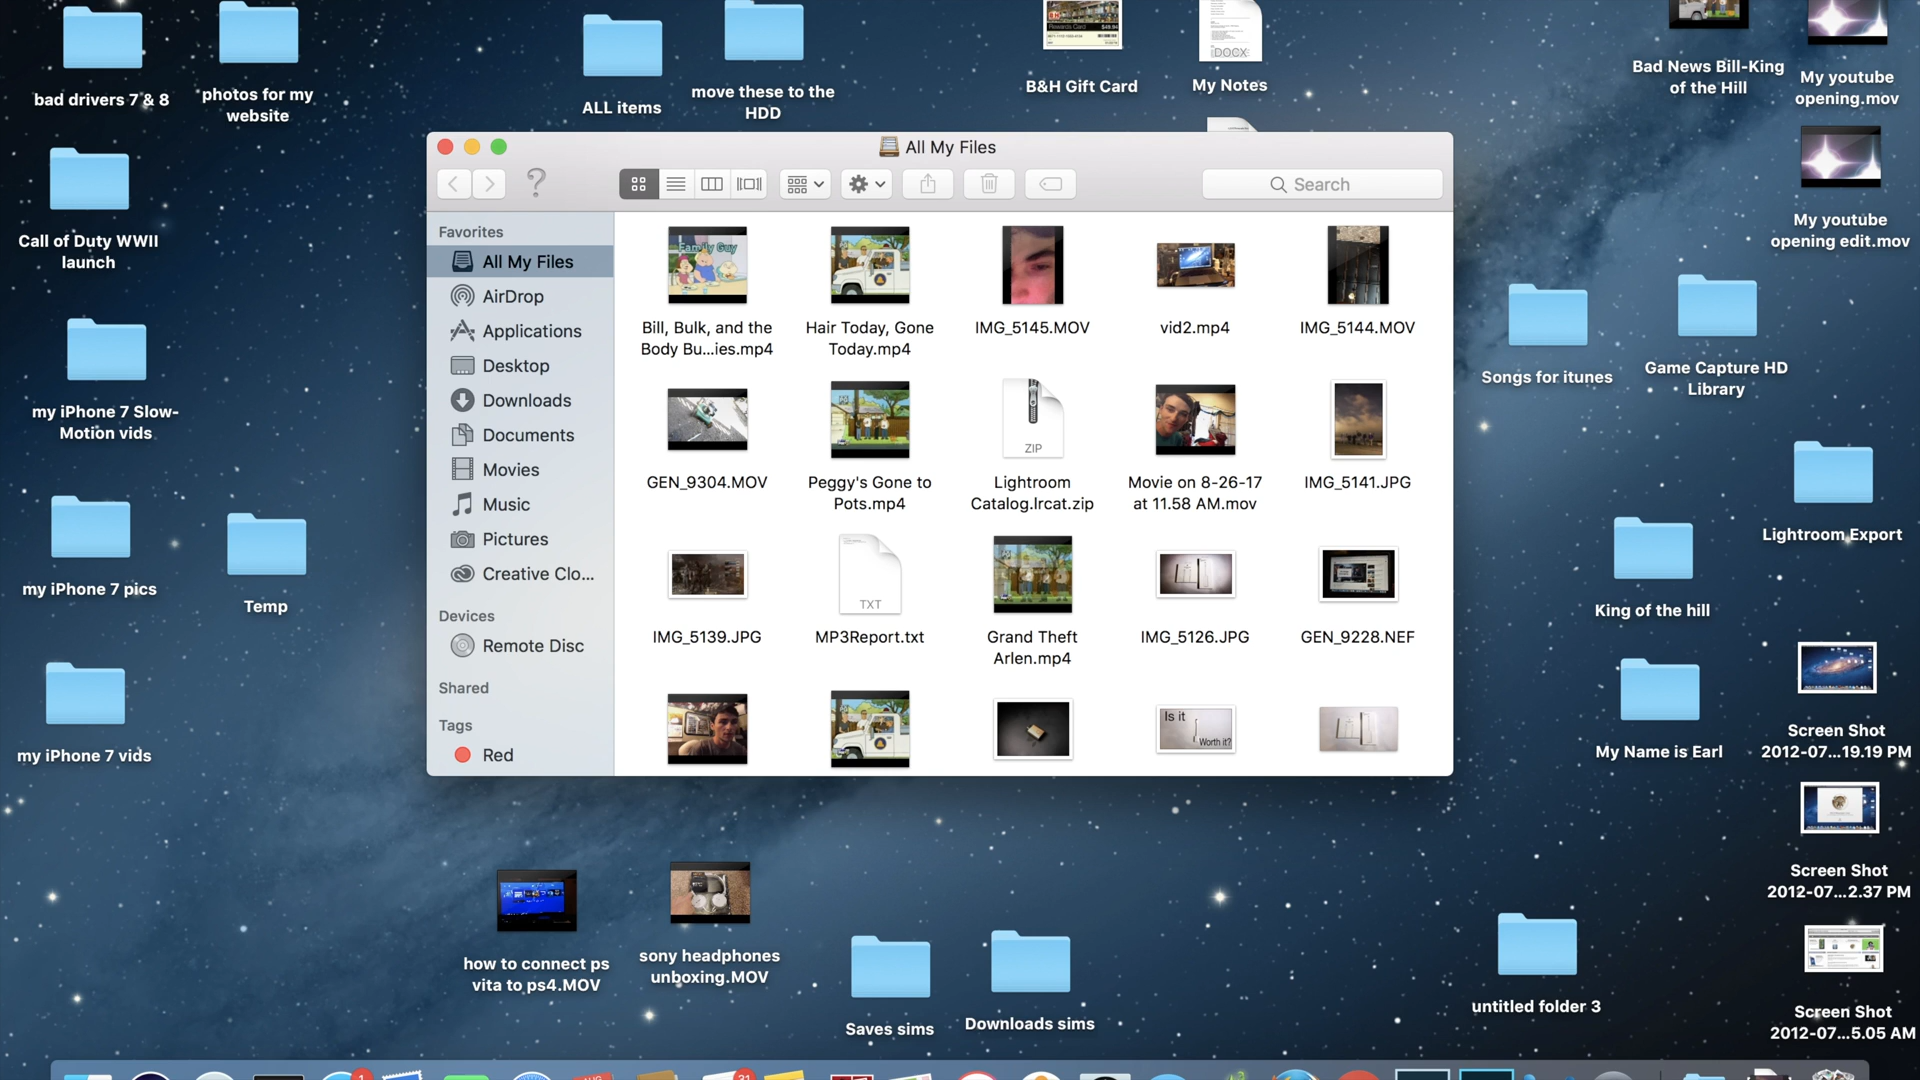 bad drivers 7 & 8
photos for my
website
ALL items
move these to the
HDD
B&H Gift Card
DOCX
My Notes
Bad News Bill-King
of the Hill
My youtube
opening.mov
Call of Duty WWII
launch
My youtube
opening edit.mov
my iPhone 7 Slow-
Motion vids
Songs for itunes
Game Capture HD
Library
my iPhone 7 pics
Temp
Lightroom Export
King of the hill
my iPhone 7 vids
My Name is Earl
Screen Shot
2012-07...19.19 PM
Screen Shot
2012-07...2.37 PM
how to connect ps
vita to ps4.MOV
sony headphones
unboxing.MOV
Saves sims
Downloads sims
untitled folder 3
Screen Shot
2012-07...5.05 AM
All My Files
Search
Favorites
All My Files
AirDrop
Applications
Desktop
Downloads
Documents
Movies
Music
Pictures
Creative Clo...
Devices
Remote Disc
Shared
Tags
Red
Family Guy
Bill, Bulk, and the
Body Bu...ies.mp4
Hair Today, Gone
Today.mp4
IMG_5145.MOV
vid2.mp4
IMG_5144.MOV
GEN_9304.MOV
Peggy's Gone to
Pots.mp4
ZIP
Lightroom
Catalog.lrcat.zip
Movie on 8-26-17
at 11.58 AM.mov
IMG_5141.JPG
IMG_5139.JPG
TXT
MP3Report.txt
Grand Theft
Arlen.mp4
IMG_5126.JPG
GEN_9228.NEF
Is it
Worth it?
1
31